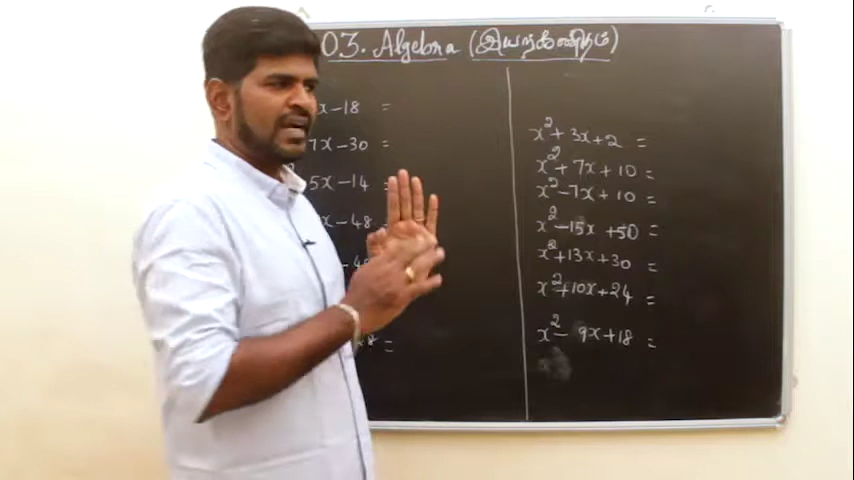 03. Algebra (இயற்கணிதம்)
x-18 =
7x-30 =
5x-14 =
x-48 =
8 =
x²+3x+2 =
x²+7x+10 =
x²-7x+10 =
x²-15x+50 =
x²+13x+30 =
x²+10x+24 =
x²-9x+18 =